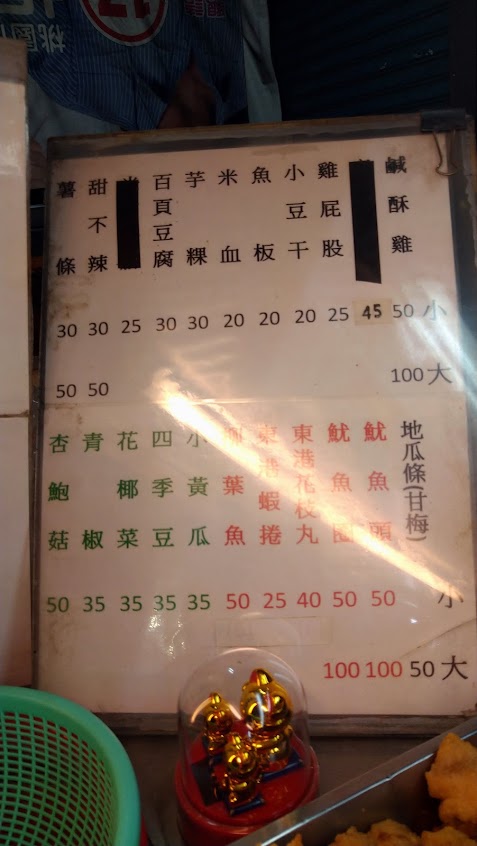 17
鹹酥雞
雞屁股
小豆干
魚板
米血
芋粿
百頁豆腐
甜不辣
薯條
30 30 25 30 30 20 20 20 25 45 50 小
50 50 100 大
地瓜條(甘梅)
魷魚頭
魷魚圈
東港花枝丸
東港蝦捲
柳葉魚
小黃瓜
四季豆
花椰菜
青椒
杏鮑菇
50 35 35 35 35 50 25 40 50 50 小
100 100 50 大